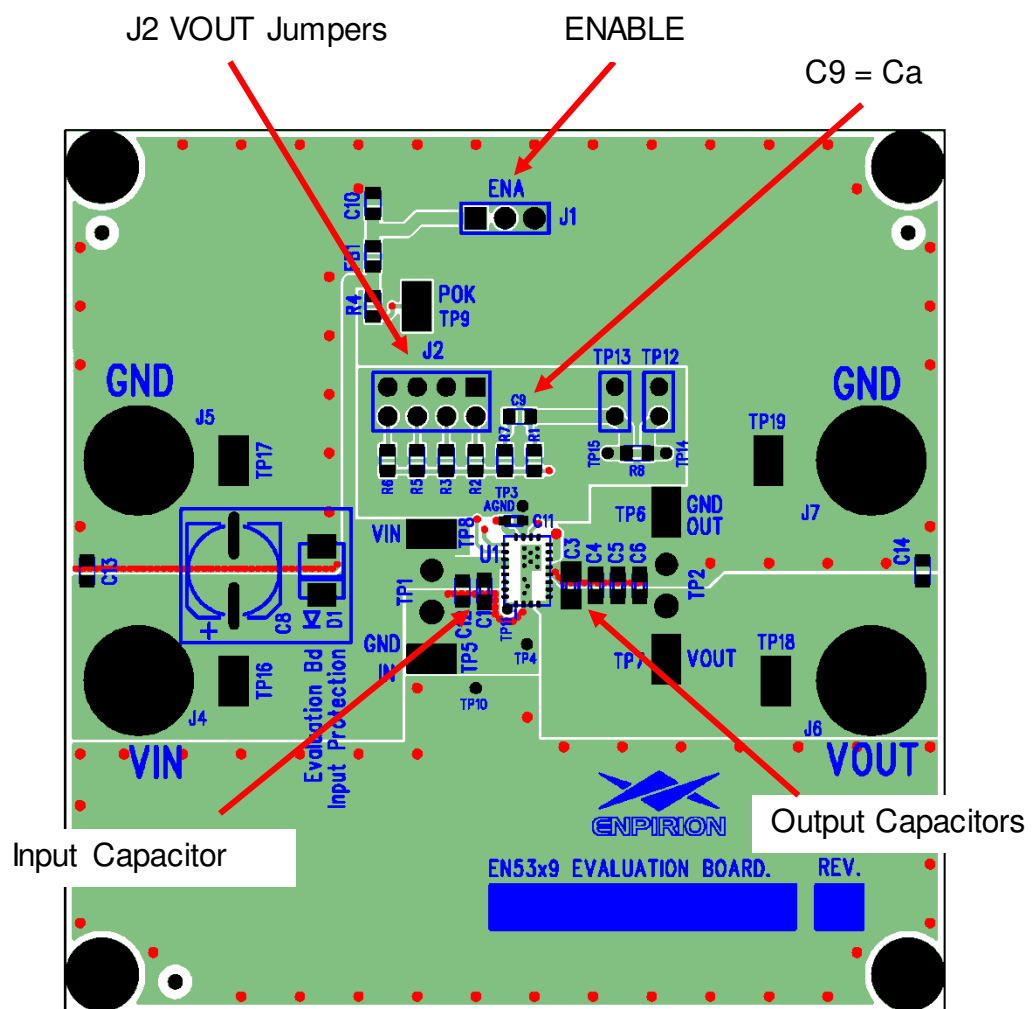 J2 VOUT Jumpers
ENABLE
C9 = Ca
ENA
J1
C10
FB1
R4
POK
TP9
J2
TP13
TP12
GND
J5
TP17
C9
R7
R1
R6
R5
R3
R2
TP15
R8
TP14
GND
TP19
J7
TP3
AGND
C11
VIN
TP8
U1
TP6
GND
OUT
C13
C8
+
D1
TP1
C12
C1
TP11
C3
C4
C5
C6
TP2
C14
GND
IN
TP5
TP4
TP10
TP7
VOUT
TP18
TP16
J4
VIN
Evaluation Bd
Input Protection
J6
VOUT
ENPIRION
Input Capacitor
Output Capacitors
EN53x9 EVALUATION BOARD.
REV.